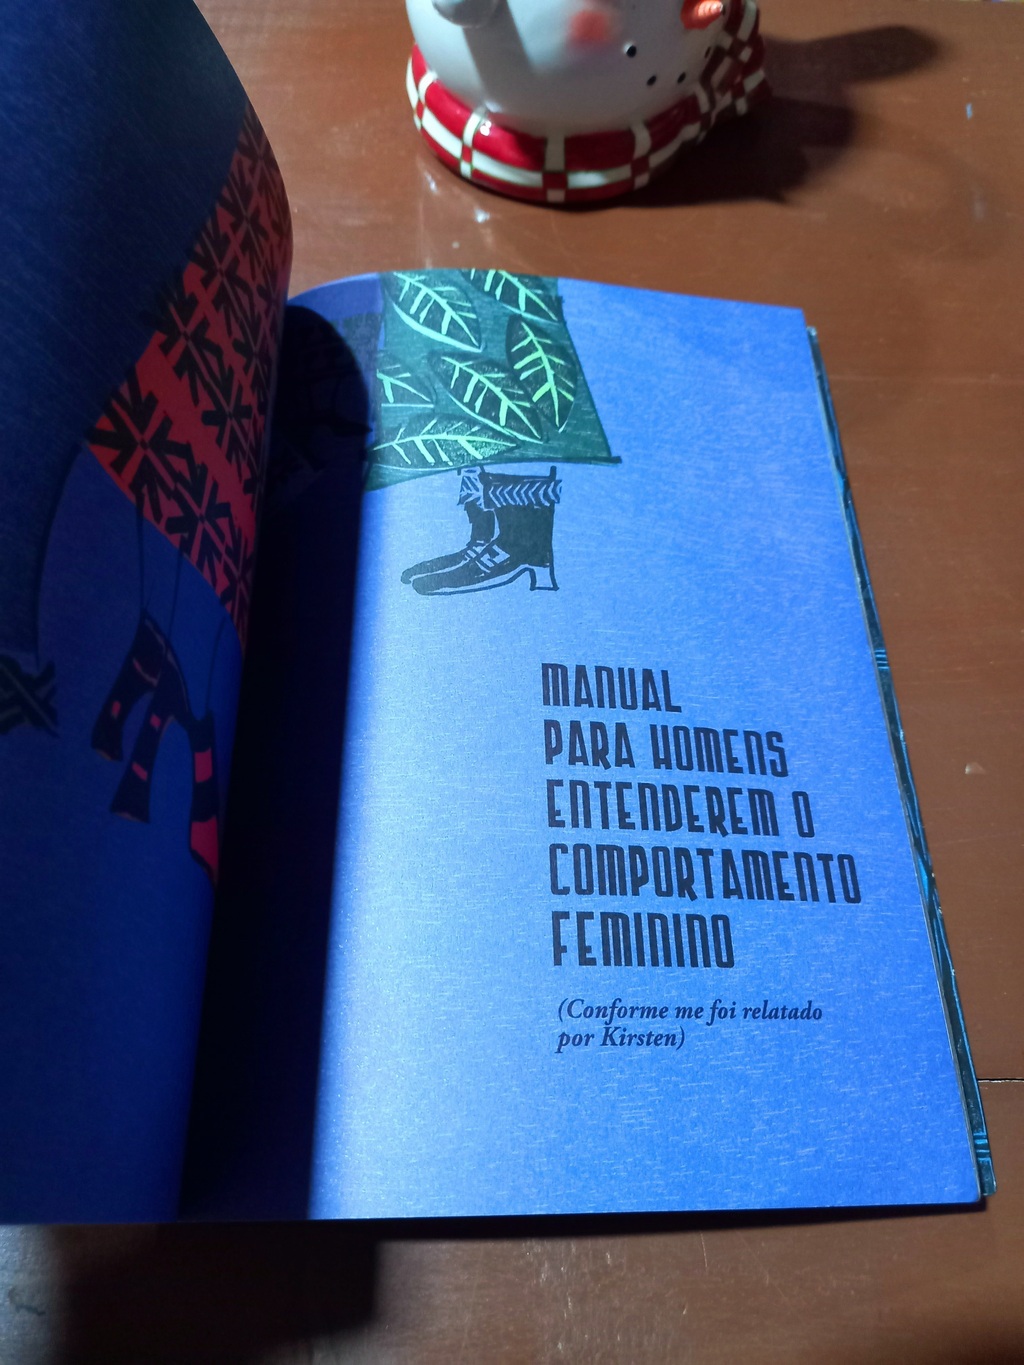 MANUAL
PARA HOMENS
ENTENDEREM O
COMPORTAMENTO
FEMININO
(Conforme me foi relatado
por Kirsten)